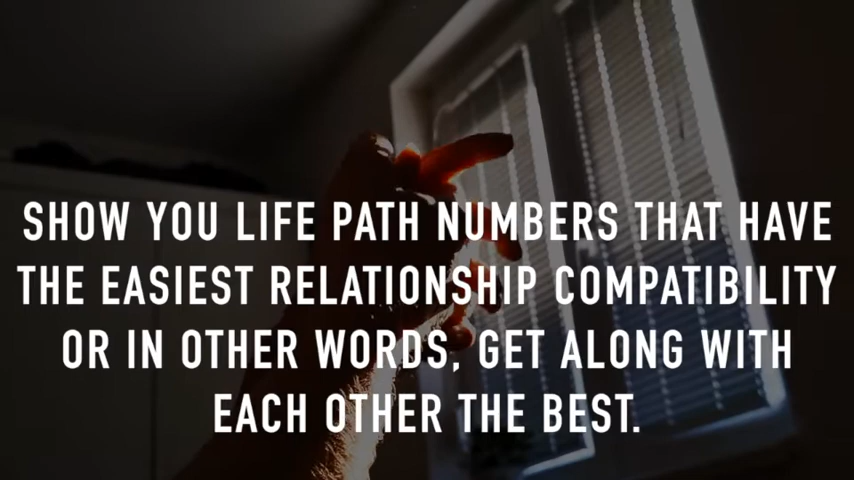 SHOW YOU LIFE PATH NUMBERS THAT HAVE
THE EASIEST RELATIONSHIP COMPATIBILITY
OR IN OTHER WORDS, GET ALONG WITH
EACH OTHER THE BEST.